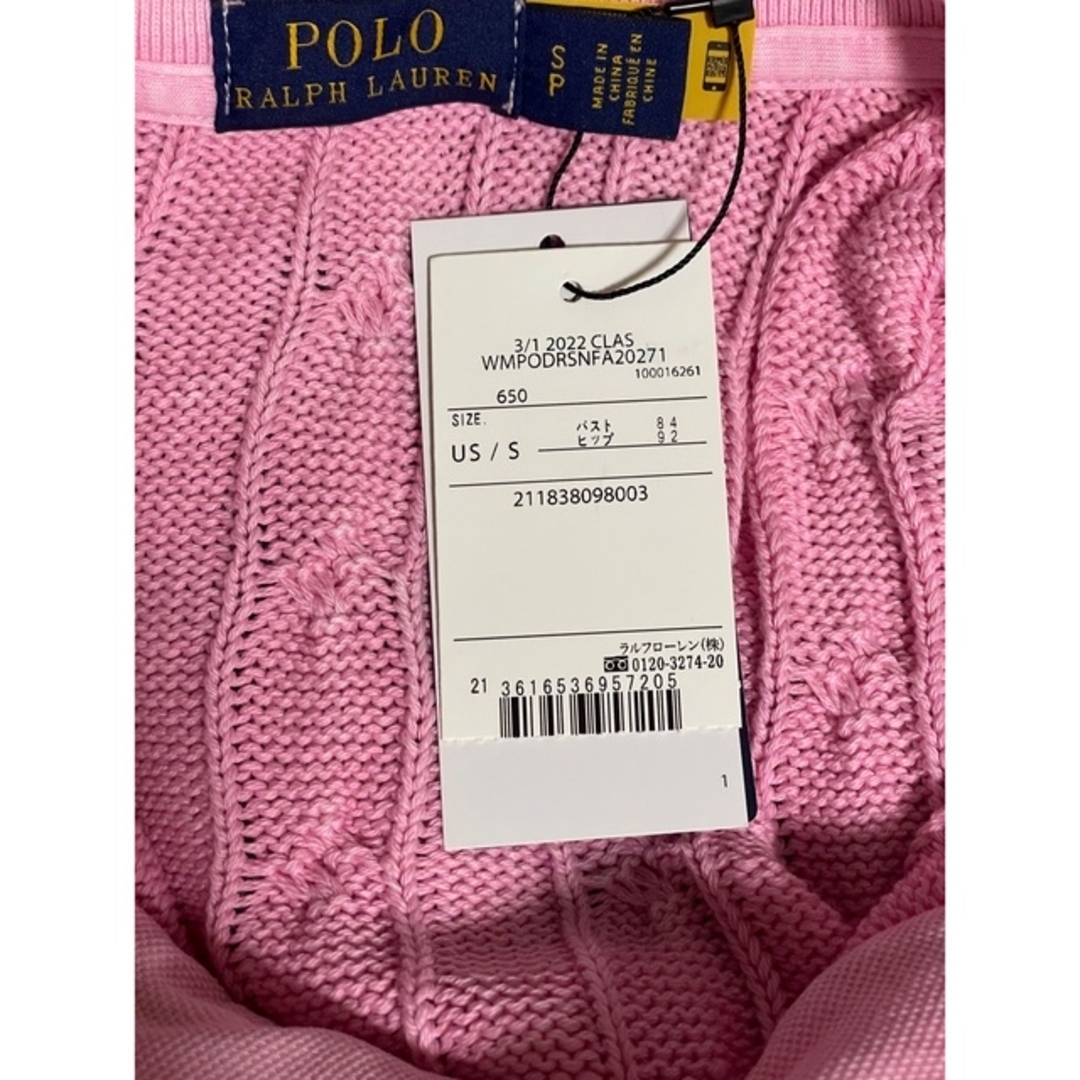 POLO
RALPH LAUREN
S
P
MADE IN
CHINA
FABRIQUÉ EN
CHINE
3/1 2022 CLAS
WMPODRSNFA20271
100016261
650
SIZE.
US / S
バスト 84
ヒップ 92
211838098003
ラルフローレン(株)
0120-3274-20
21 3616536957205
1